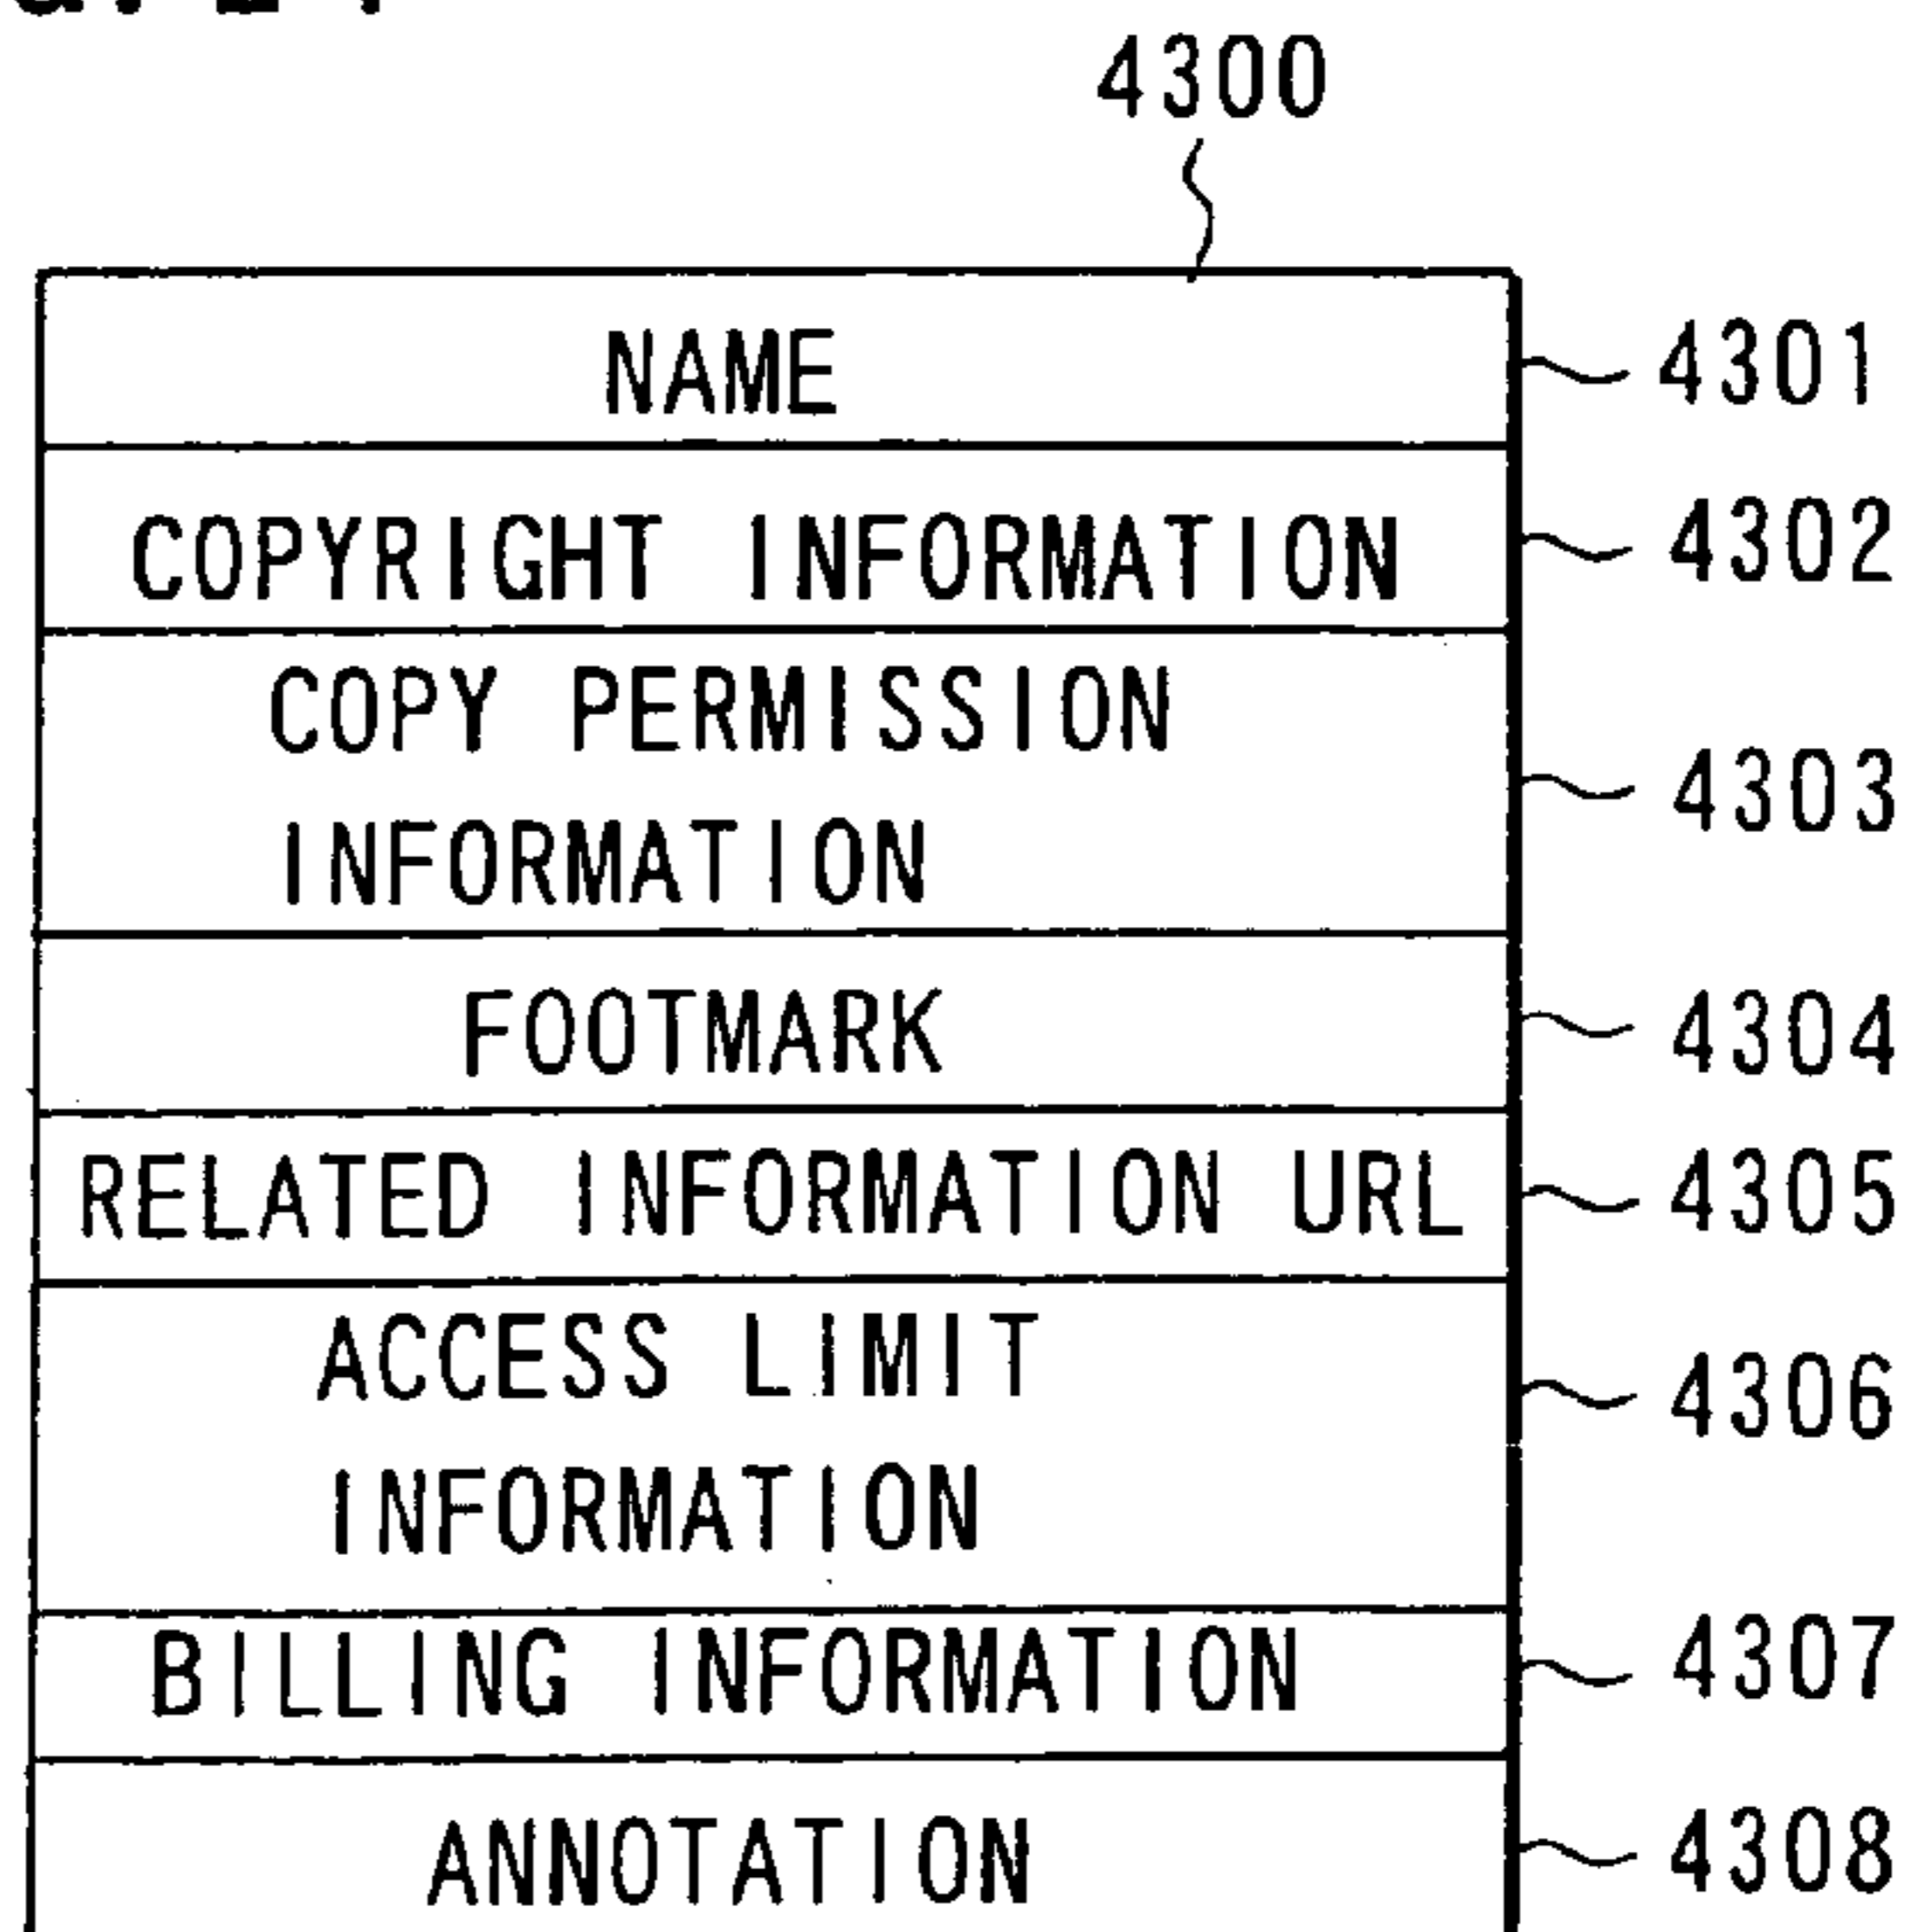 4300
NAME 4301
COPYRIGHT INFORMATION 4302
COPY PERMISSION
INFORMATION 4303
FOOTMARK 4304
RELATED INFORMATION URL 4305
ACCESS LIMIT
INFORMATION 4306
BILLING INFORMATION 4307
ANNOTATION 4308